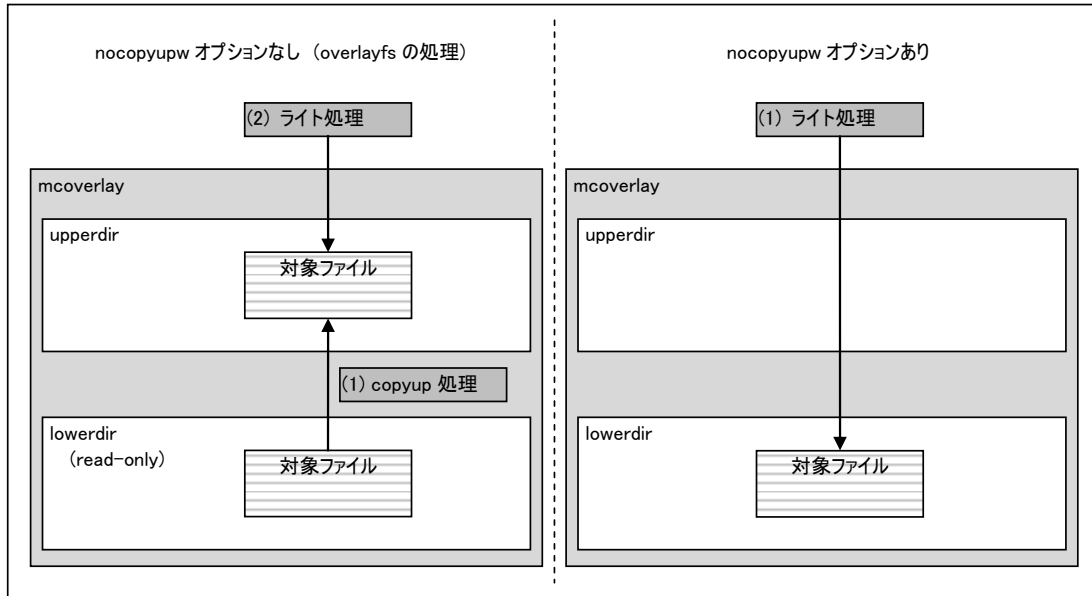 nocopyupw オプションなし (overlayfs の処理)
(2) ライト処理
mcoverlay
upperdir
対象ファイル
(1) copyup 処理
lowerdir
(read-only)
対象ファイル
nocopyupw オプションあり
(1) ライト処理
mcoverlay
upperdir
lowerdir
対象ファイル